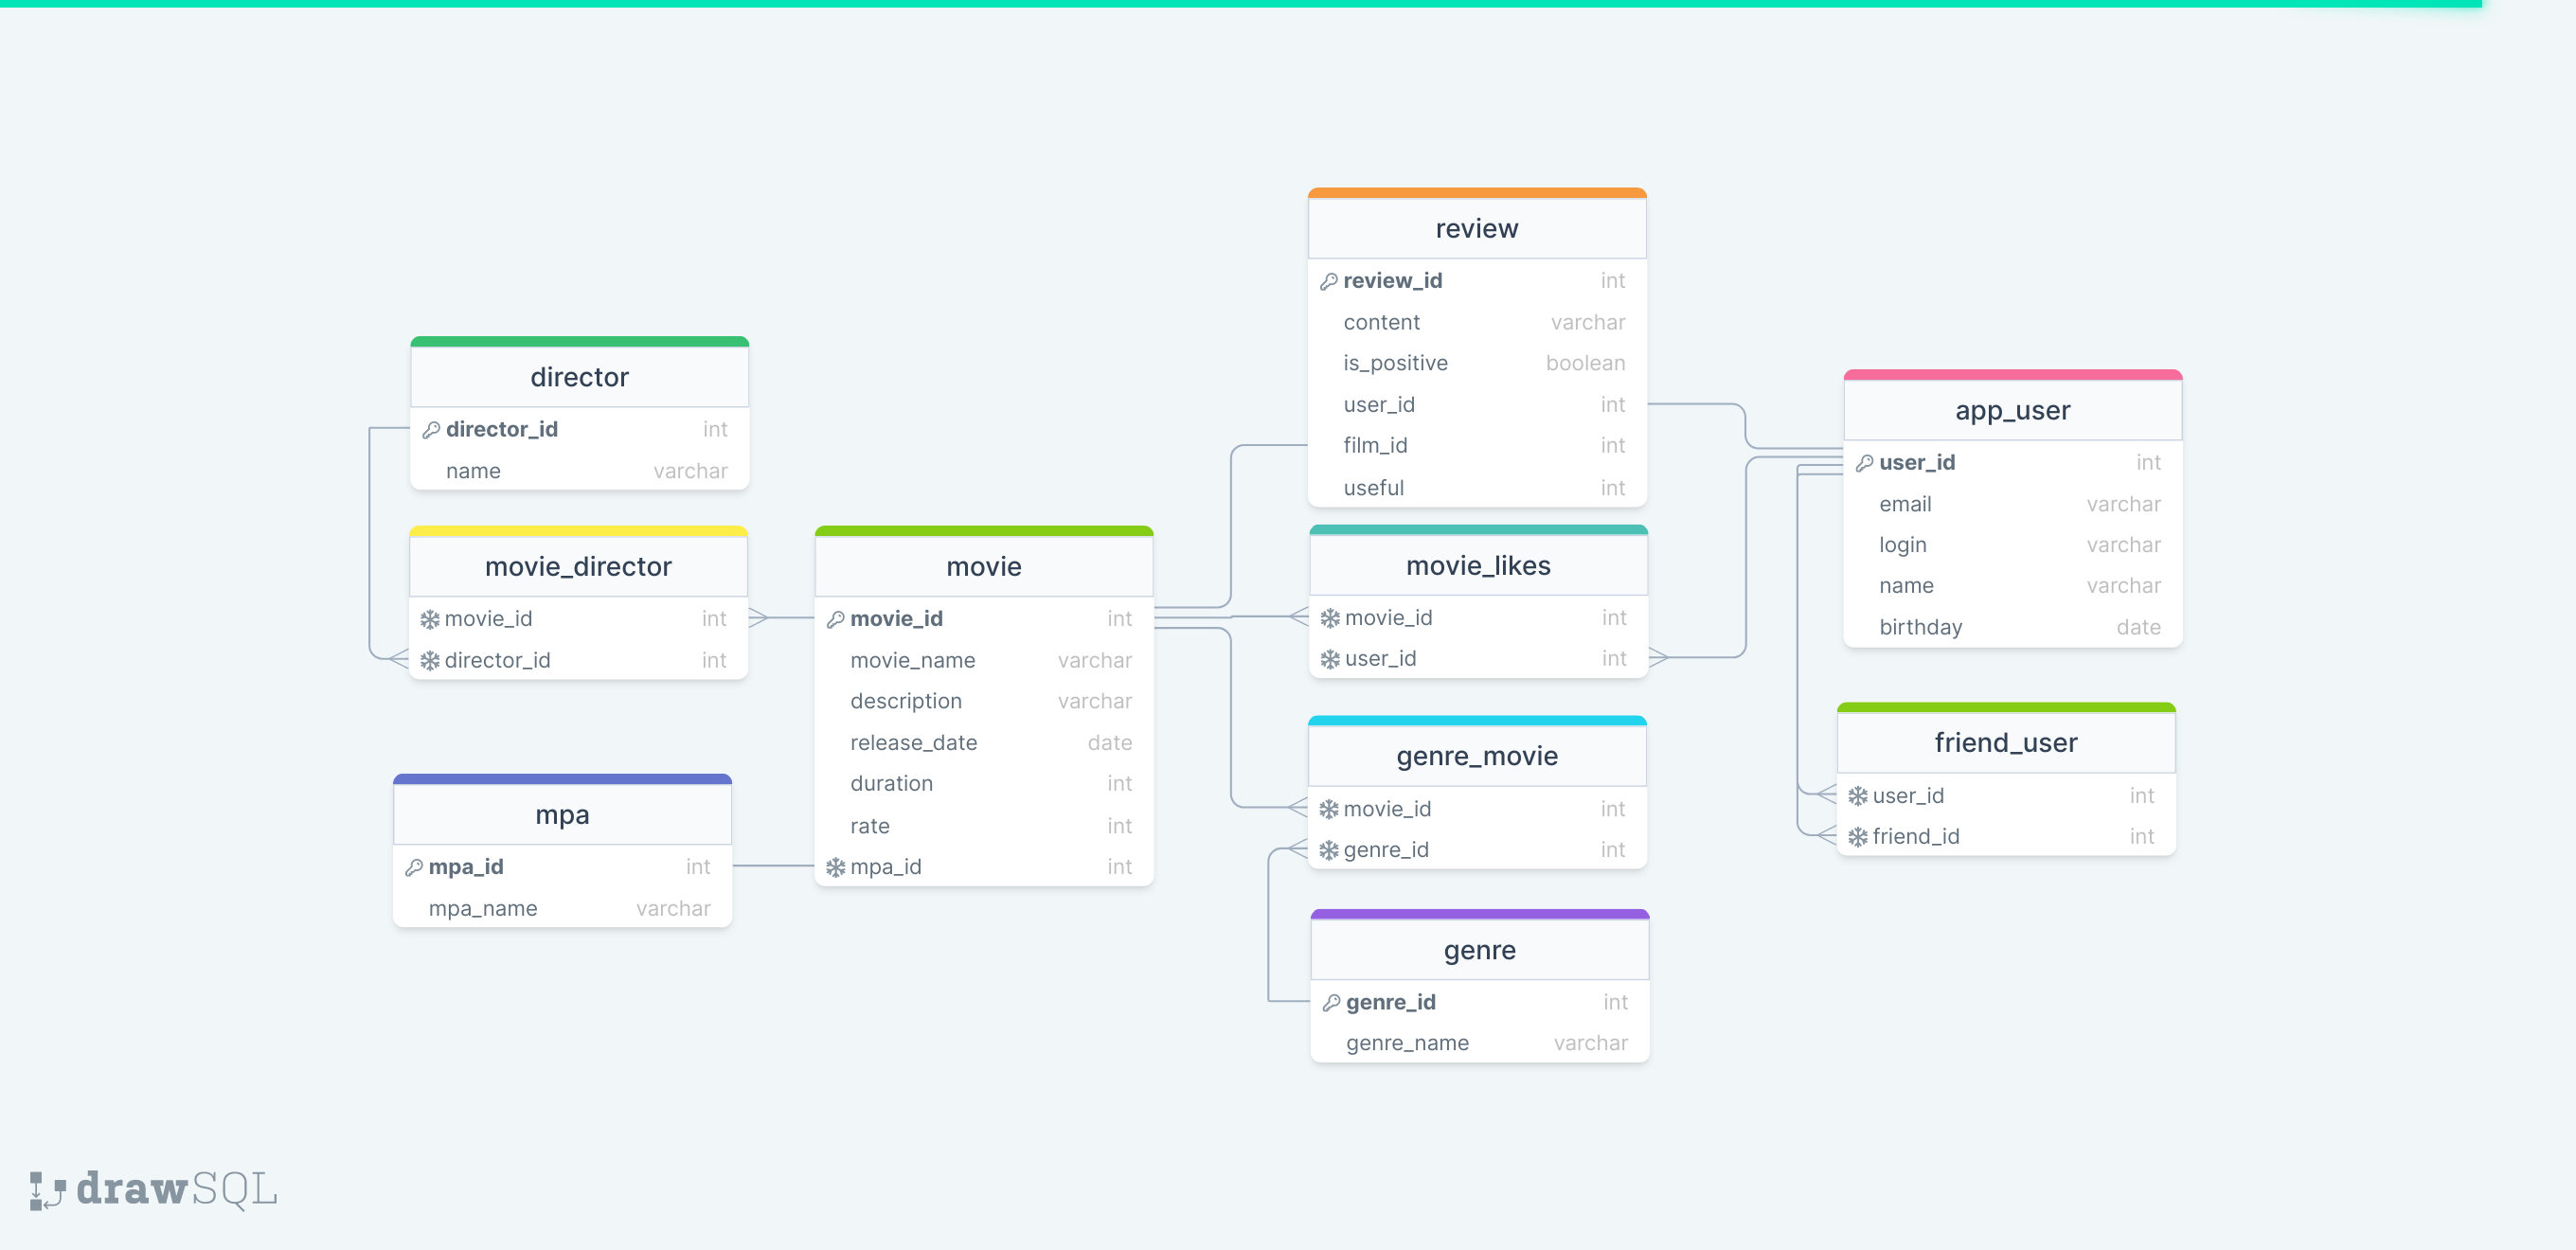 director
director_id int
name varchar
movie_director
movie_id int
director_id int
mpa
mpa_id int
mpa_name varchar
movie
movie_id int
movie_name varchar
description varchar
release_date date
duration int
rate int
mpa_id int
review
review_id int
content varchar
is_positive boolean
user_id int
film_id int
useful int
movie_likes
movie_id int
user_id int
genre_movie
movie_id int
genre_id int
genre
genre_id int
genre_name varchar
app_user
user_id int
email varchar
login varchar
name varchar
birthday date
friend_user
user_id int
friend_id int
drawSQL